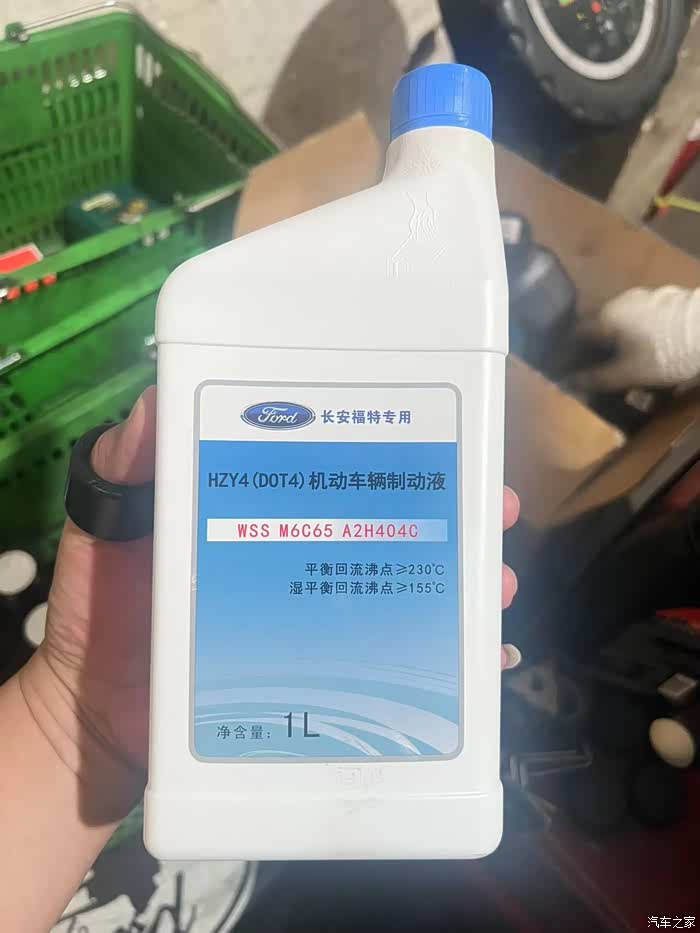 Ford 长安福特专用
HZY4(DOT4)机动车辆制动液
WSS M6C65 A2H404C
平衡回流沸点≥230℃
湿平衡回流沸点≥155℃
净含量：1L
汽车之家